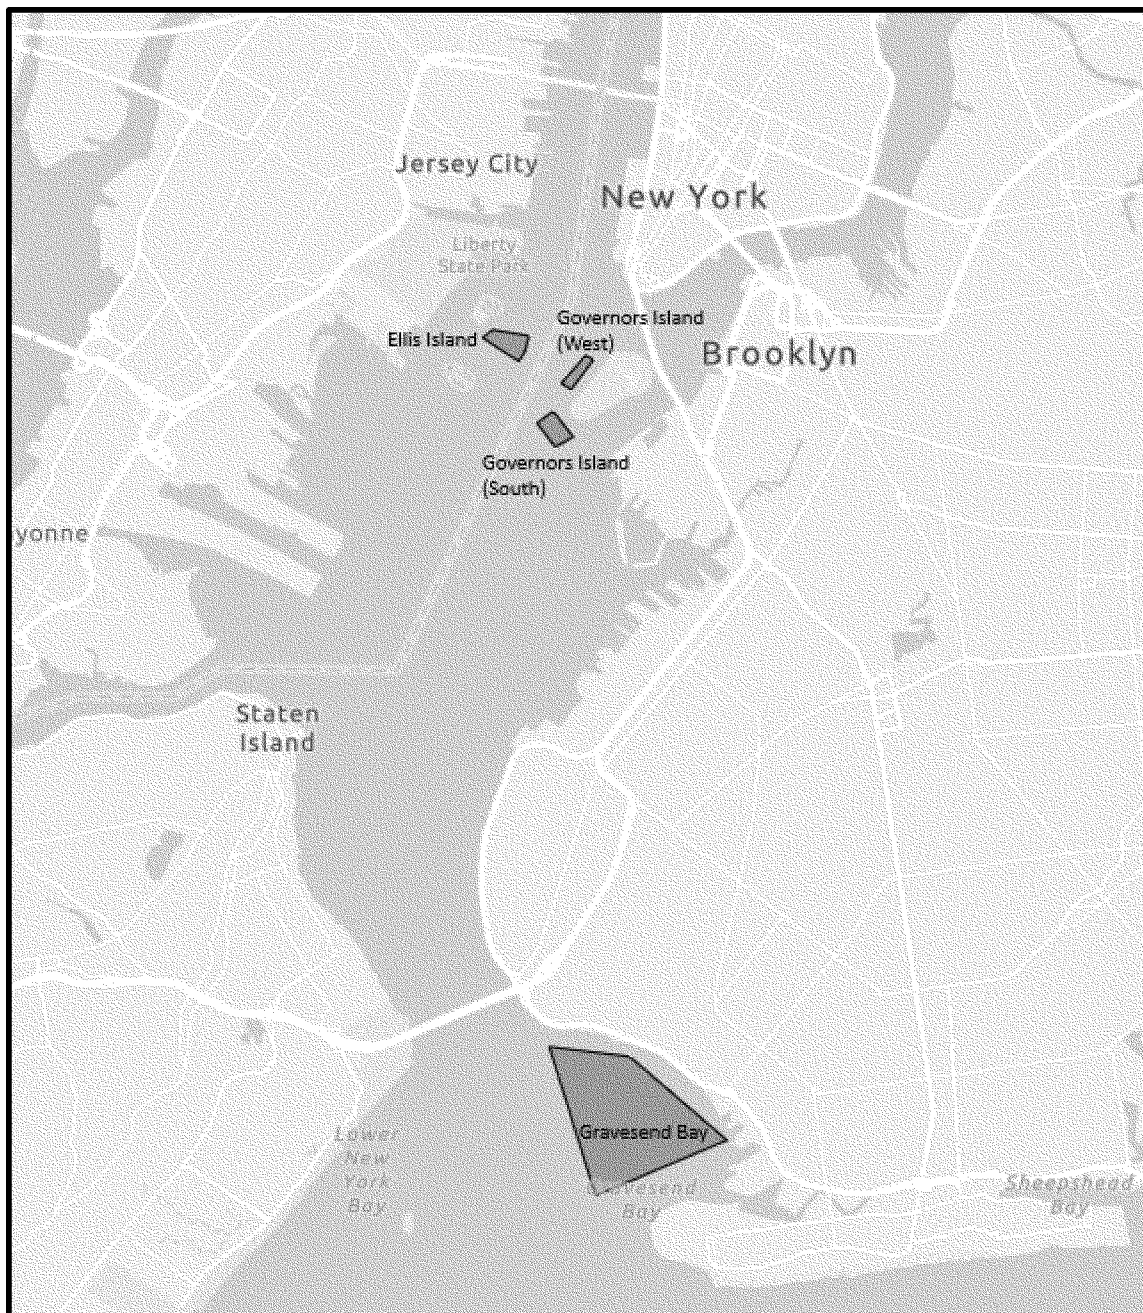 Jersey City
New York
Liberty
State Park
Governors Island
(West)
Ellis Island
Brooklyn
Governors Island
(South)
yonne
Staten
Island
Gravesend Bay
Lower
New
York
Bay
Gravesend
Bay
Sheepshead
Bay